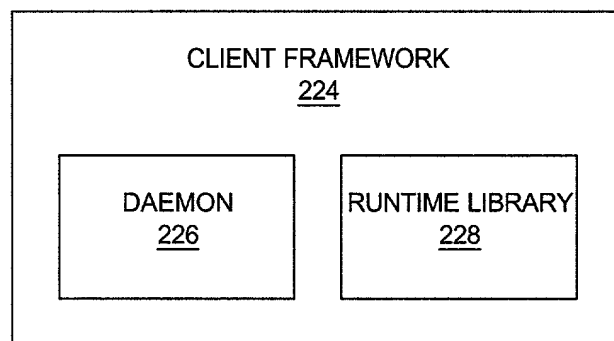 CLIENT FRAMEWORK
224
DAEMON
226
RUNTIME LIBRARY
228